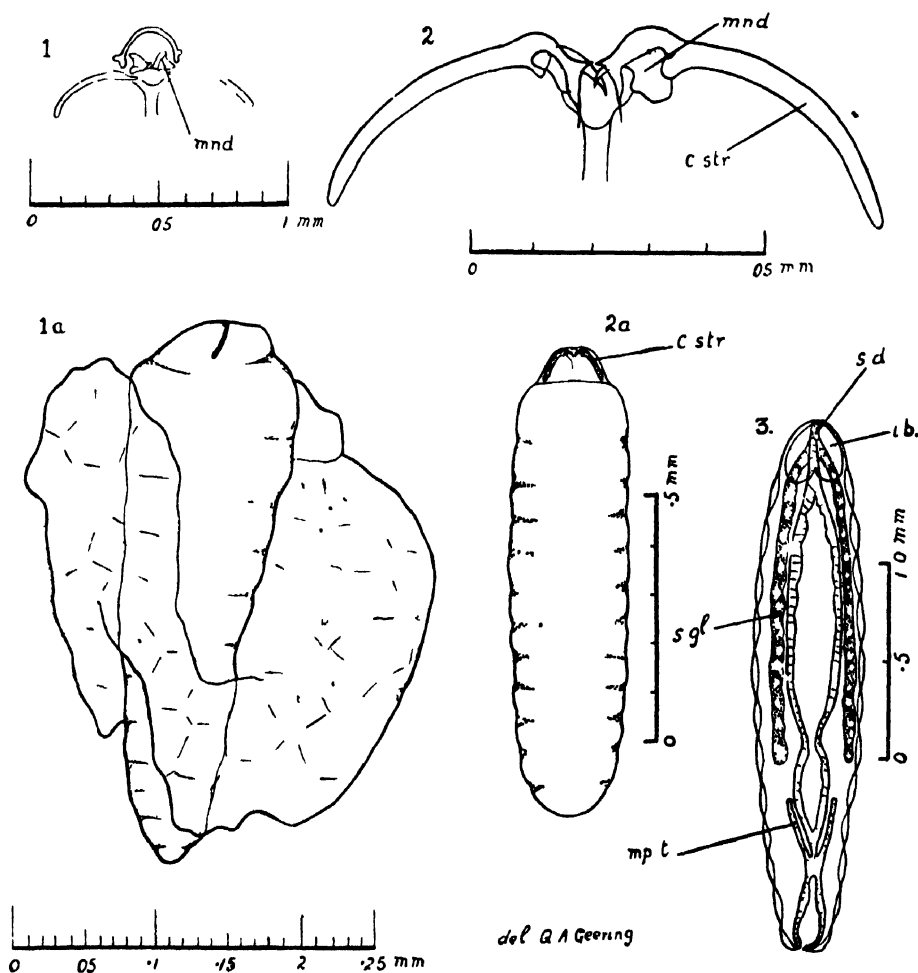 1
mnd
0 05 1 mm
2
mnd
c str
0 05 mm
1a
2a
c str
.5 mm
0
3.
s d
ı b.
s gl
mp t
1 0 mm
.5
0
0 05 .1 .15 2 .25 mm
del Q A Geering